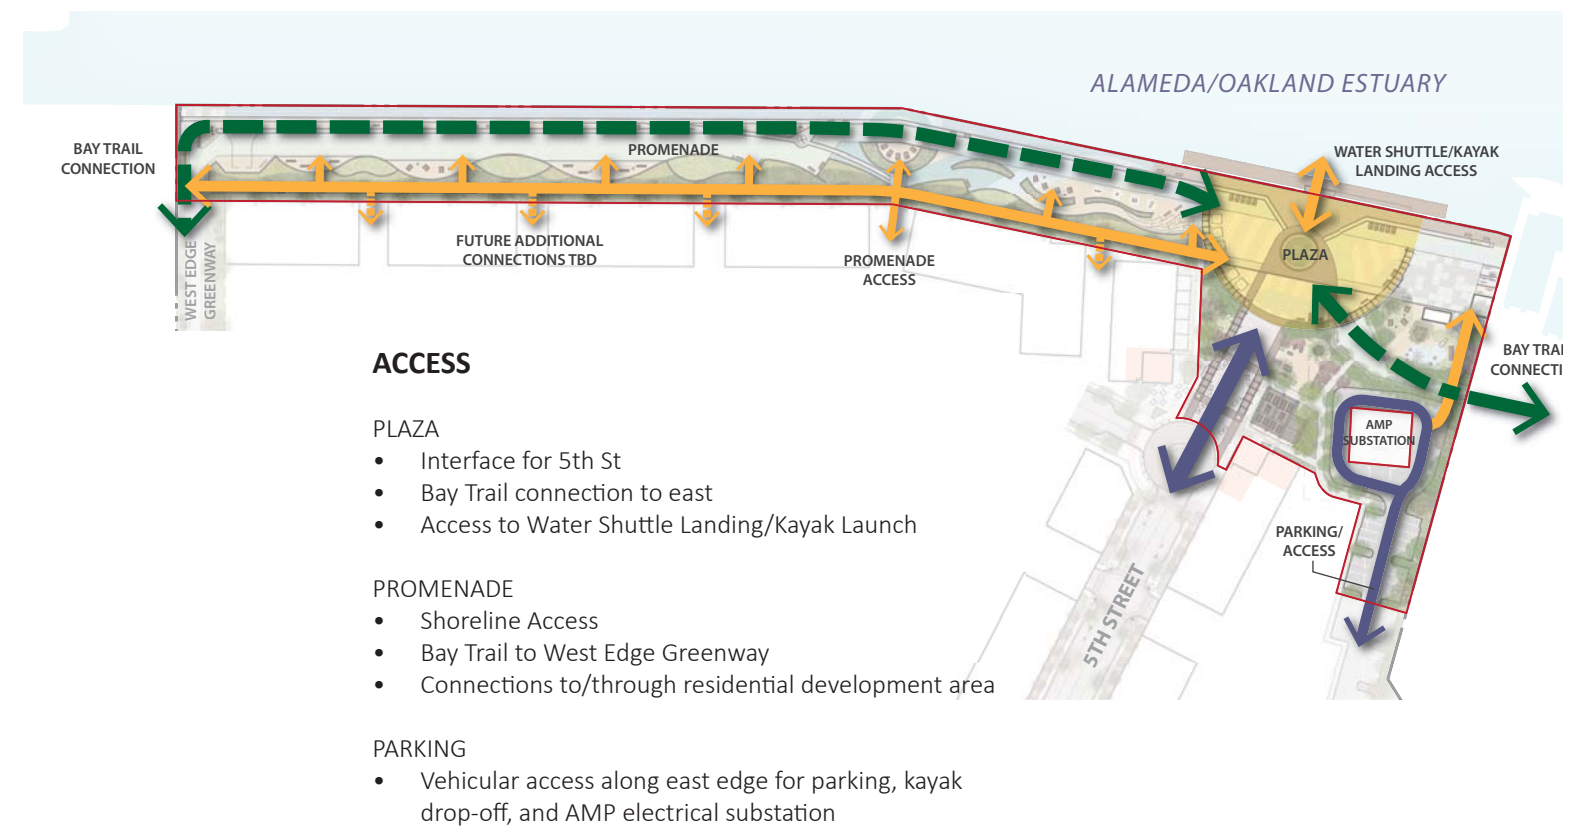 ALAMEDA/OAKLAND ESTUARY
BAY TRAIL
CONNECTION
PROMENADE
WATER SHUTTLE/KAYAK
LANDING ACCESS
WEST EDGE
GREENWAY
FUTURE ADDITIONAL
CONNECTIONS TBD
PROMENADE
ACCESS
PLAZA
BAY TRAI
CONNECTI
AMP
SUBSTATION
PARKING/
ACCESS
5TH STREET
ACCESS
PLAZA
• Interface for 5th St
• Bay Trail connection to east
• Access to Water Shuttle Landing/Kayak Launch
PROMENADE
• Shoreline Access
• Bay Trail to West Edge Greenway
• Connections to/through residential development area
PARKING
• Vehicular access along east edge for parking, kayak
drop-off, and AMP electrical substation